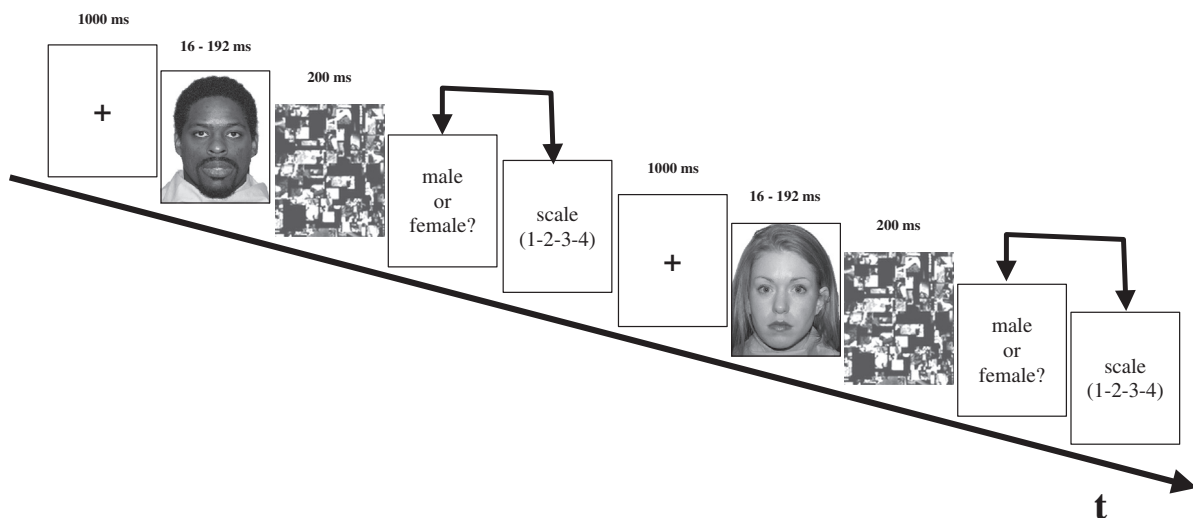 1000 ms
16 - 192 ms
200 ms
+
male
or
female?
scale
(1-2-3-4)
1000 ms
16 - 192 ms
200 ms
+
male
or
female?
scale
(1-2-3-4)
t